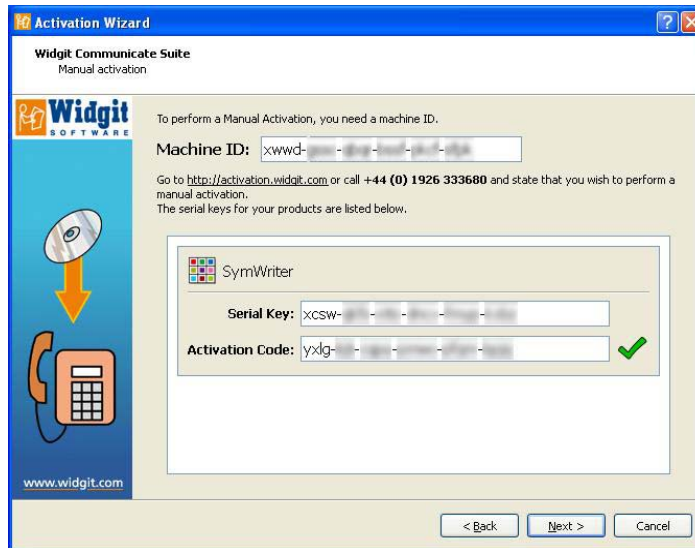 Activation Wizard
Widgit Communicate Suite
Manual activation
Widgit
SOFTWARE
To perform a Manual Activation, you need a machine ID.
Machine ID: xwwd-
Go to http://activation.widgit.com or call +44 (0) 1926 333680 and state that you wish to perform a
manual activation.
The serial keys for your products are listed below.
SymWriter
Serial Key: xcsw-
Activation Code: yxlg-
www.widgit.com
< Back
Next >
Cancel